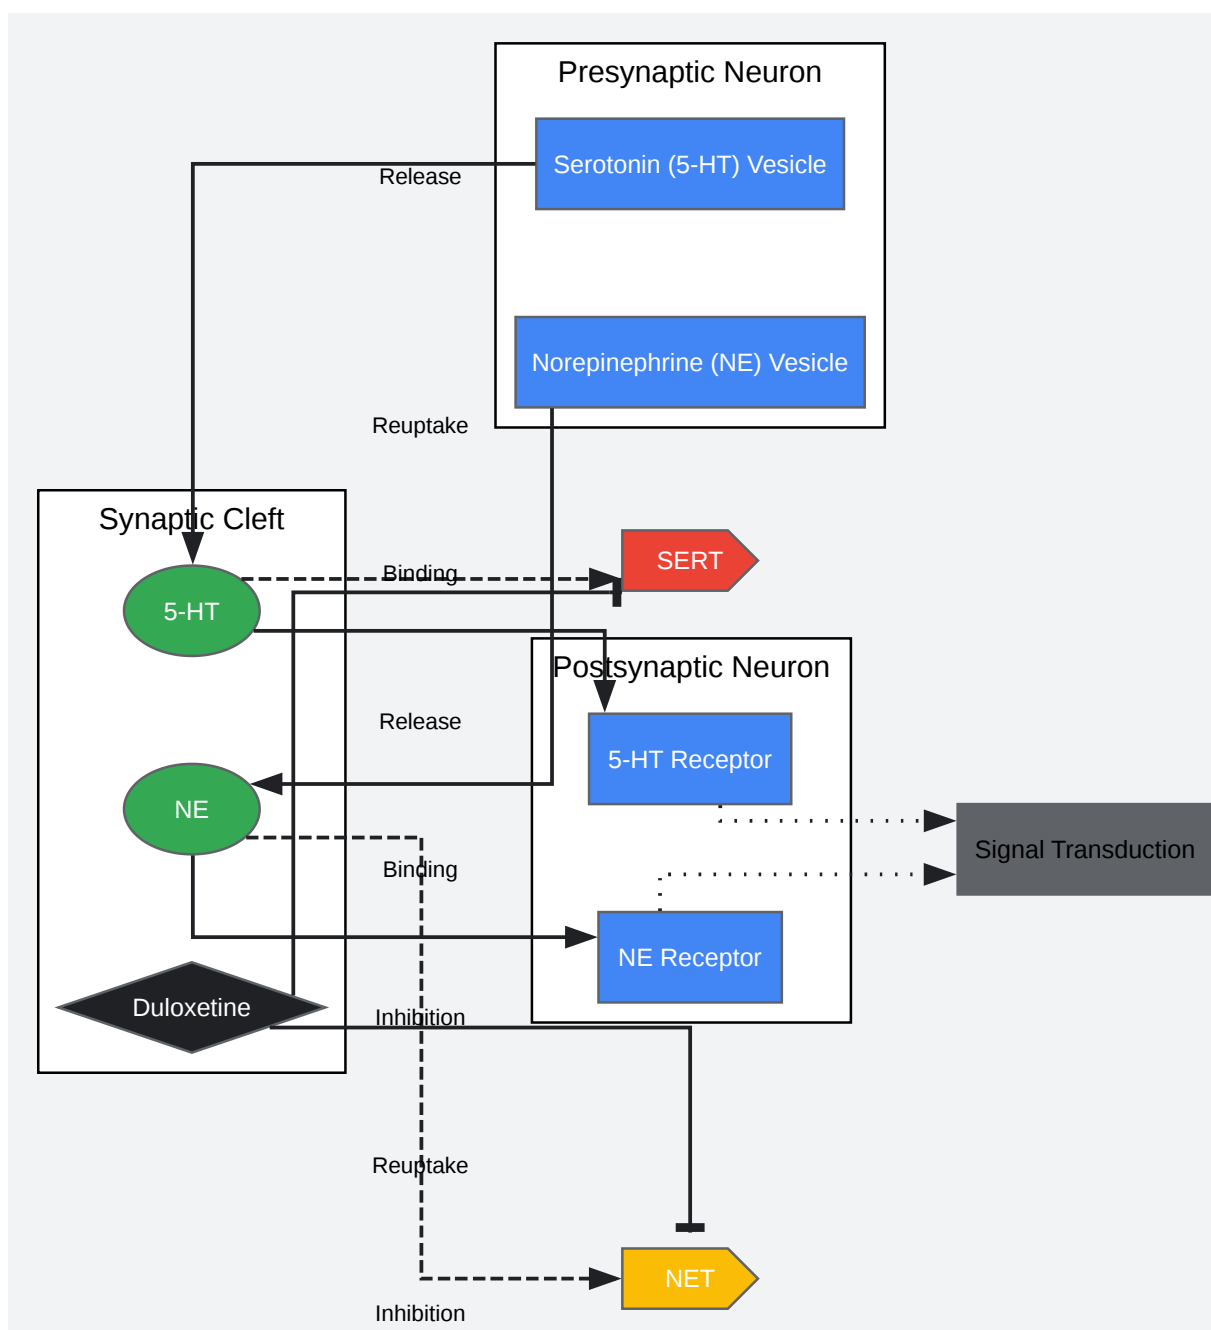 Presynaptic Neuron
Serotonin (5-HT) Vesicle
Release
Norepinephrine (NE) Vesicle
Reuptake
Synaptic Cleft
SERT
Binding
5-HT
Postsynaptic Neuron
Release
5-HT Receptor
NE
Signal Transduction
Binding
NE Receptor
Duloxetine
Inhibition
Reuptake
NET
Inhibition